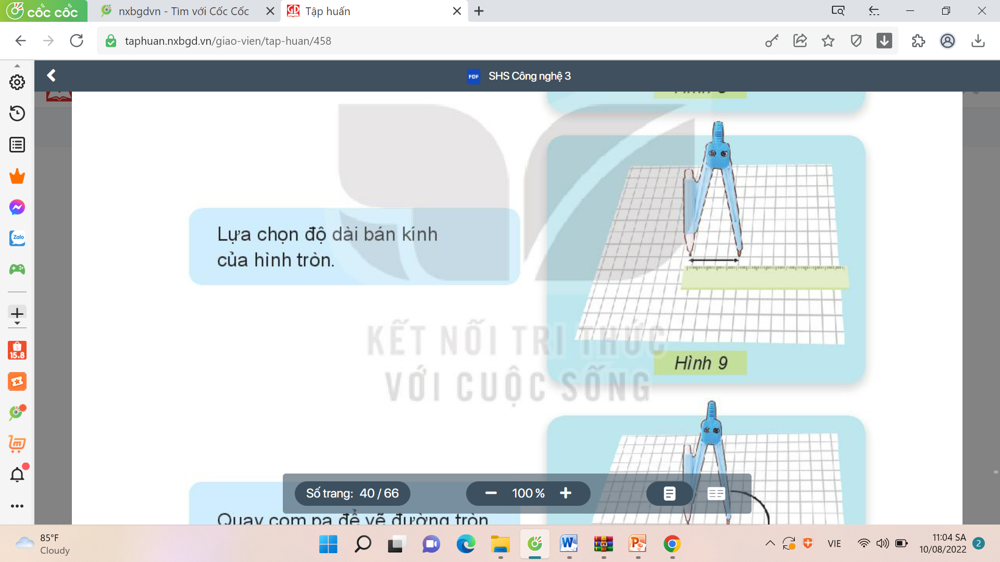 cốc cốc
nxbgdvn - Tìm với Cốc Cốc
GD
Tập huấn
taphuan.nxbgd.vn/giao-vien/tap-huan/458
PDF
SHS Công nghệ 3
Lựa chọn độ dài bán kính
của hình tròn.
KẾT NỐI TRI THỨC
VỚI CUỘC SỐNG
Hình 9
Zalo
15.8
Số trang: 40 / 66
100 %
Quay com pa để vẽ đường tròn
85°F
Cloudy
VIE
11:04 SA
10/08/2022
2